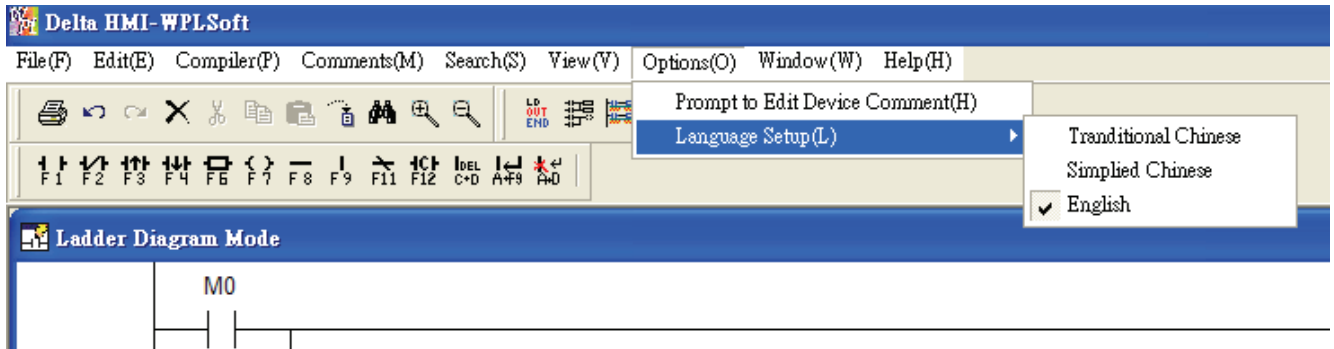 Delta HMI-WPLSoft
File(F) Edit(E) Compiler(P) Comments(M) Search(S) View(V) Options(O) Window(W) Help(H)
Prompt to Edit Device Comment(H)
Language Setup(L)
Tranditional Chinese
Simplied Chinese
English
LD
OUT
END
F1 F2 F3 F4 F6 F7 F8 F9 F11 F12 C+D A+F9 A+D
DEL
Ladder Diagram Mode
M0